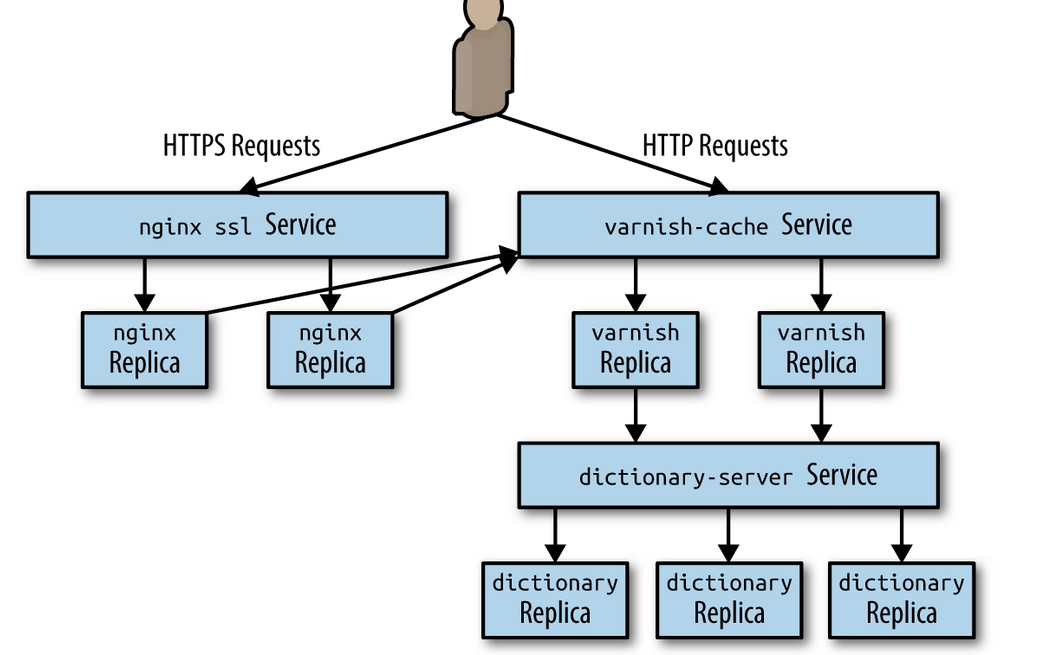 HTTPS Requests
HTTP Requests
nginx ssl Service
varnish-cache Service
nginx
Replica
nginx
Replica
varnish
Replica
varnish
Replica
dictionary-server Service
dictionary
Replica
dictionary
Replica
dictionary
Replica